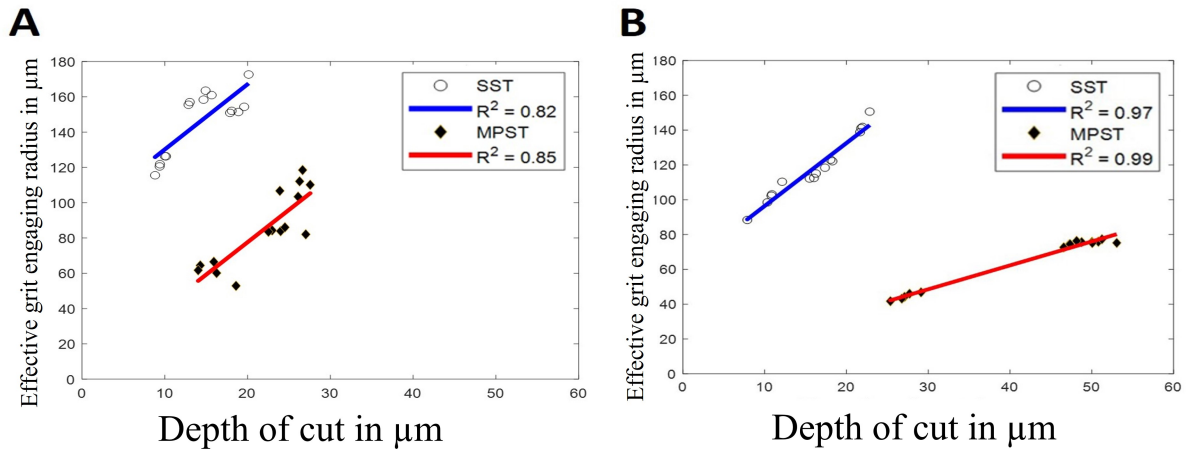 A
Effective grit engaging radius in µm
180
160
140
120
100
80
60
40
20
0
0 10 20 30 40 50 60
Depth of cut in µm
SST
R² = 0.82
MPST
R² = 0.85
B
Effective grit engaging radius in µm
180
160
140
120
100
80
60
40
20
0
0 10 20 30 40 50 60
Depth of cut in µm
SST
R² = 0.97
MPST
R² = 0.99